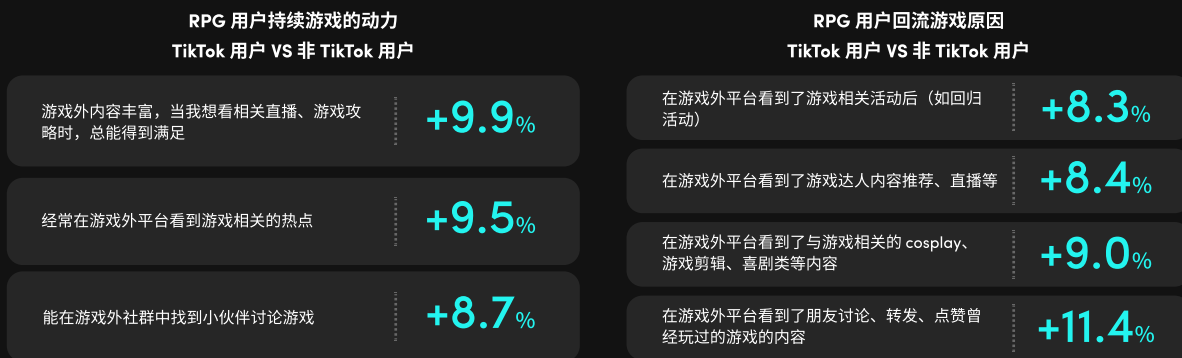 RPG 用户持续游戏的动力
TikTok 用户 VS 非 TikTok 用户
游戏外内容丰富，当我想看相关直播、游戏攻
略时，总能得到满足
+9.9%
经常在游戏外平台看到游戏相关的热点
+9.5%
能在游戏外社群中找到小伙伴讨论游戏
+8.7%
RPG 用户回流游戏原因
TikTok 用户 VS 非 TikTok 用户
在游戏外平台看到了游戏相关活动后（如回归
活动）
+8.3%
在游戏外平台看到了游戏达人内容推荐、直播等
+8.4%
在游戏外平台看到了与游戏相关的 cosplay、
游戏剪辑、喜剧类等内容
+9.0%
在游戏外平台看到了朋友讨论、转发、点赞曾
经玩过的游戏的内容
+11.4%